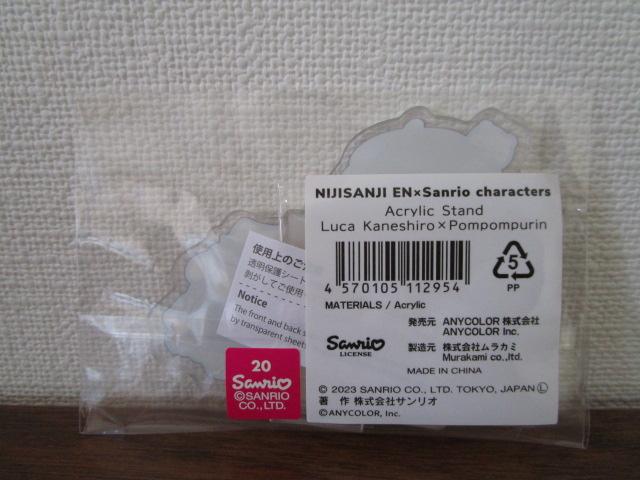 NIJISANJI EN×Sanrio characters
Acrylic Stand
Luca Kaneshiro×Pompompurin
4 570105 112954
5
PP
MATERIALS / Acrylic
Sanrio
LICENSE
発売元 ANYCOLOR 株式会社
ANYCOLOR Inc.
製造元 株式会社ムラカミ
Murakami co.,ltd.
MADE IN CHINA
© 2023 SANRIO CO., LTD. TOKYO, JAPAN Ⓛ
著 作 株式会社サンリオ
©ANYCOLOR, Inc.
使用上のご
透明保護シート
剥がしてご使用
Notice
The front and back s
by transparent sheets
20
Sanrio
©SANRIO
CO., LTD.